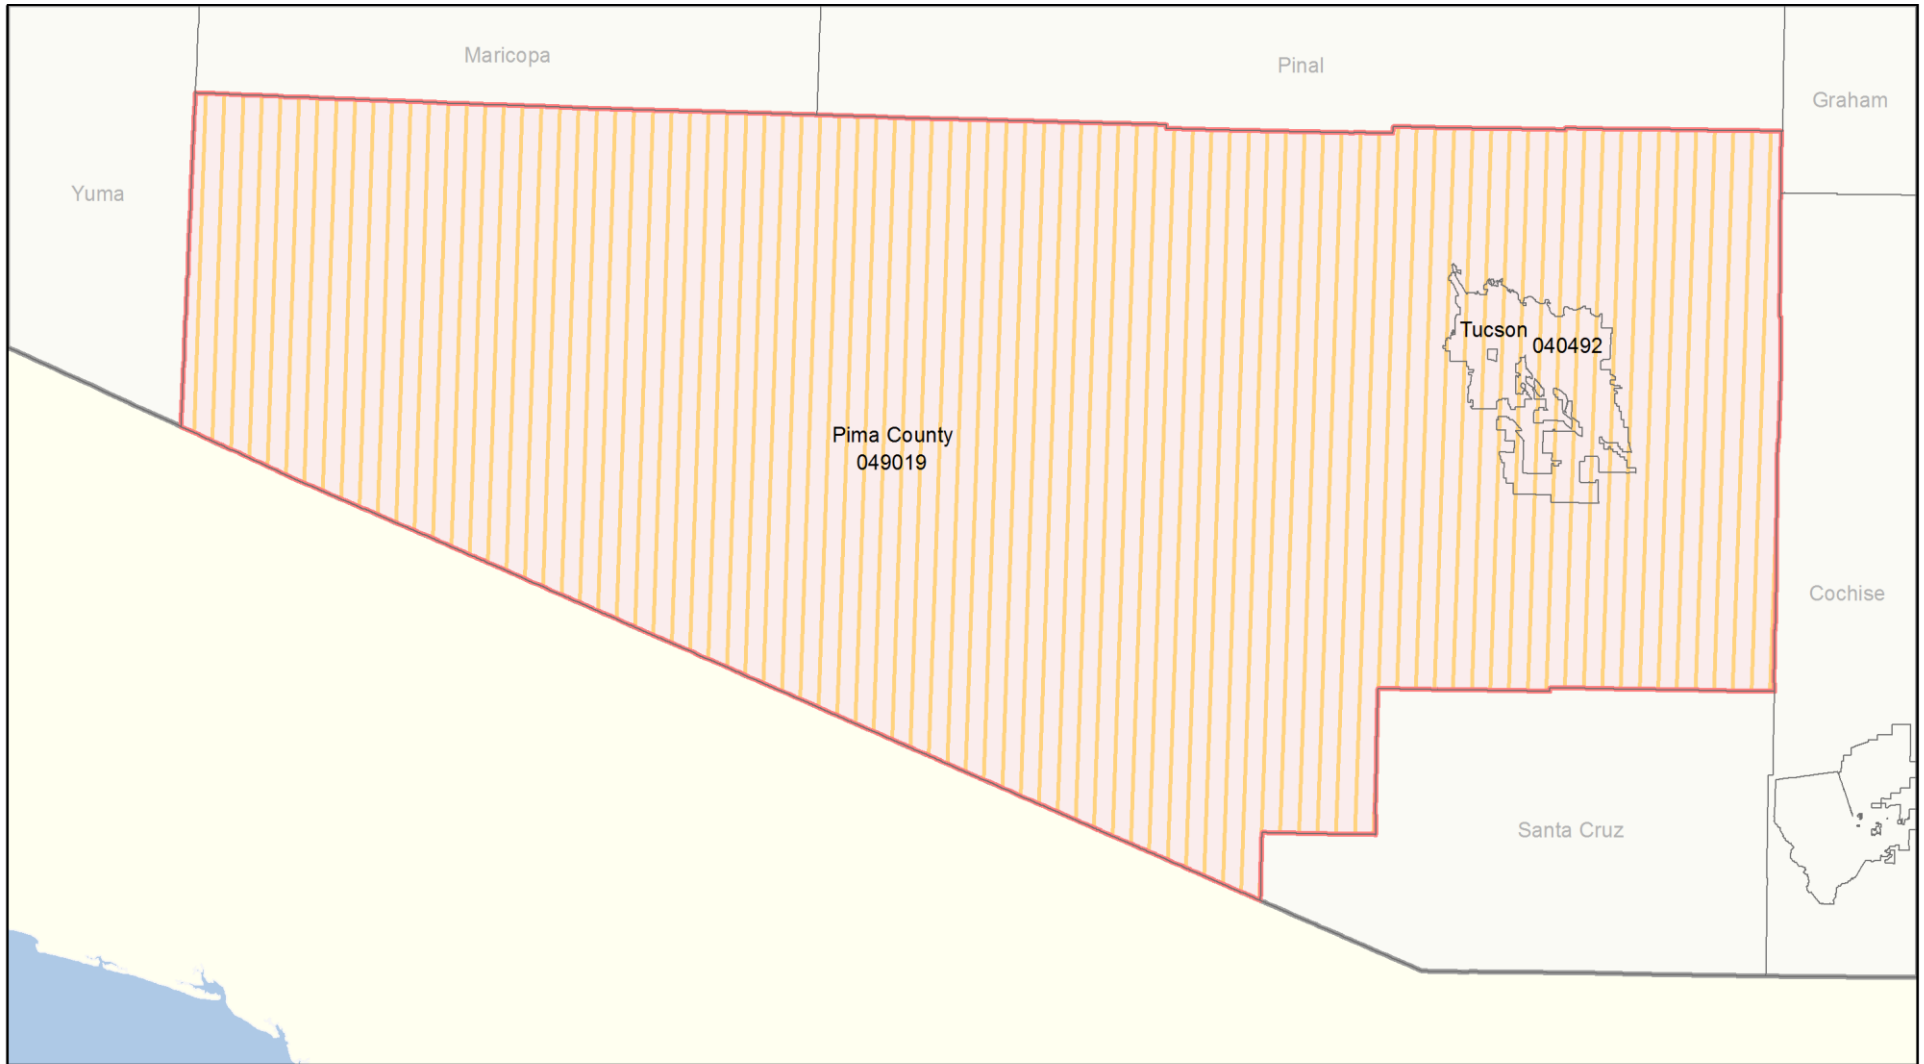 Maricopa
Pinal
Graham
Yuma
Tucson
040492
Pima County
049019
Cochise
Santa Cruz